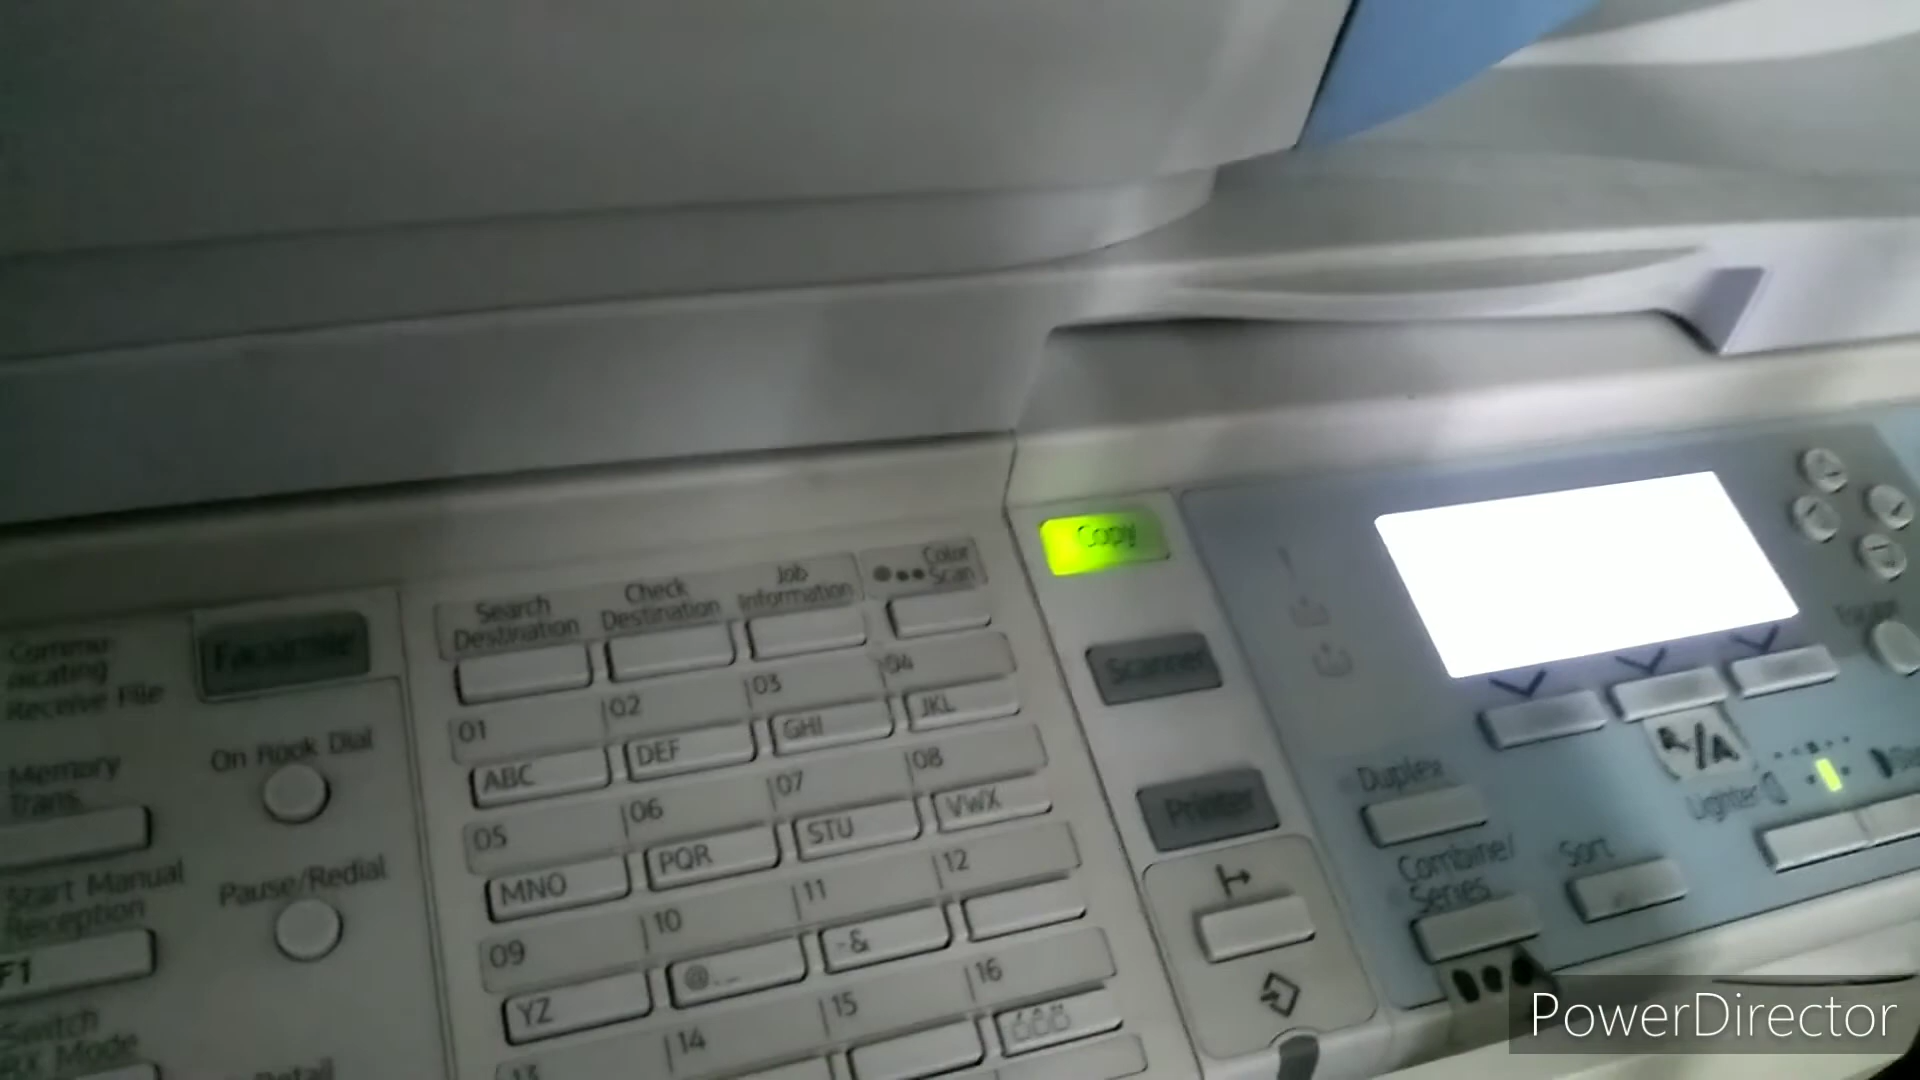 Commu-
nicating
Receive File
Facsimile
Memory
Trans.
On Hook Dial
Start Manual
Reception
Pause/Redial
F1
Switch
RX Mode
Search
Destination
Check
Destination
Job
Information
Color
Scan
01
02
03
04
ABC
DEF
GHI
JKL
05
06
07
08
MNO
PQR
STU
VWX
09
10
11
12
YZ
@._
-&
13
14
15
16
Copy
Scanner
Printer
Duplex
Combine/
Series
Sort
R/A
Lighter
PowerDirector